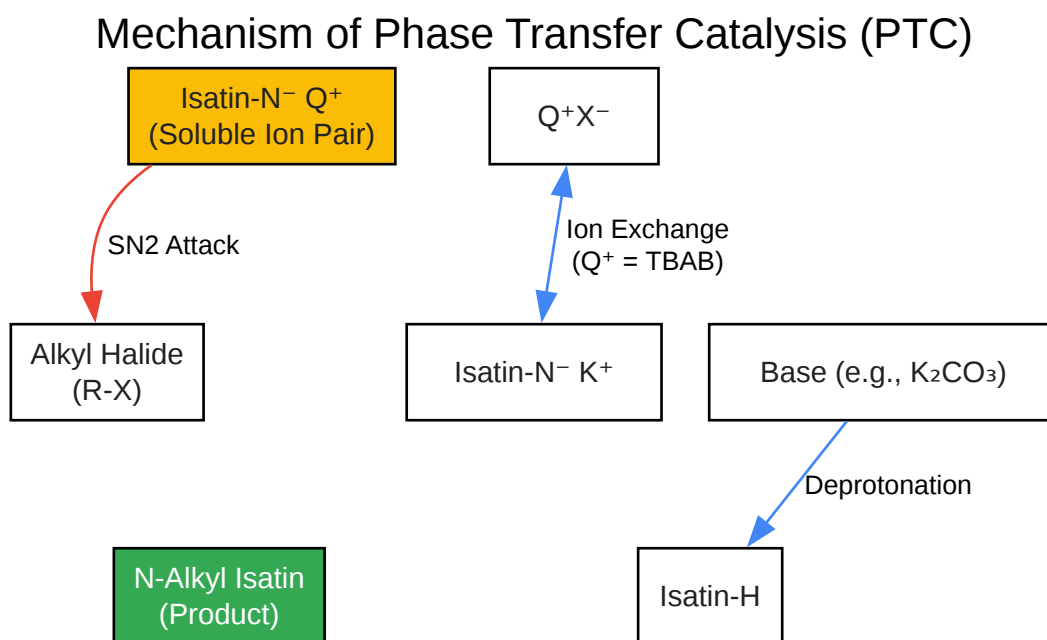 Mechanism of Phase Transfer Catalysis (PTC)
Isatin-N⁻ Q⁺
(Soluble Ion Pair)
Q⁺X⁻
SN2 Attack
Ion Exchange
(Q⁺ = TBAB)
Alkyl Halide
(R-X)
Isatin-N⁻ K⁺
Base (e.g., K₂CO₃)
Deprotonation
N-Alkyl Isatin
(Product)
Isatin-H